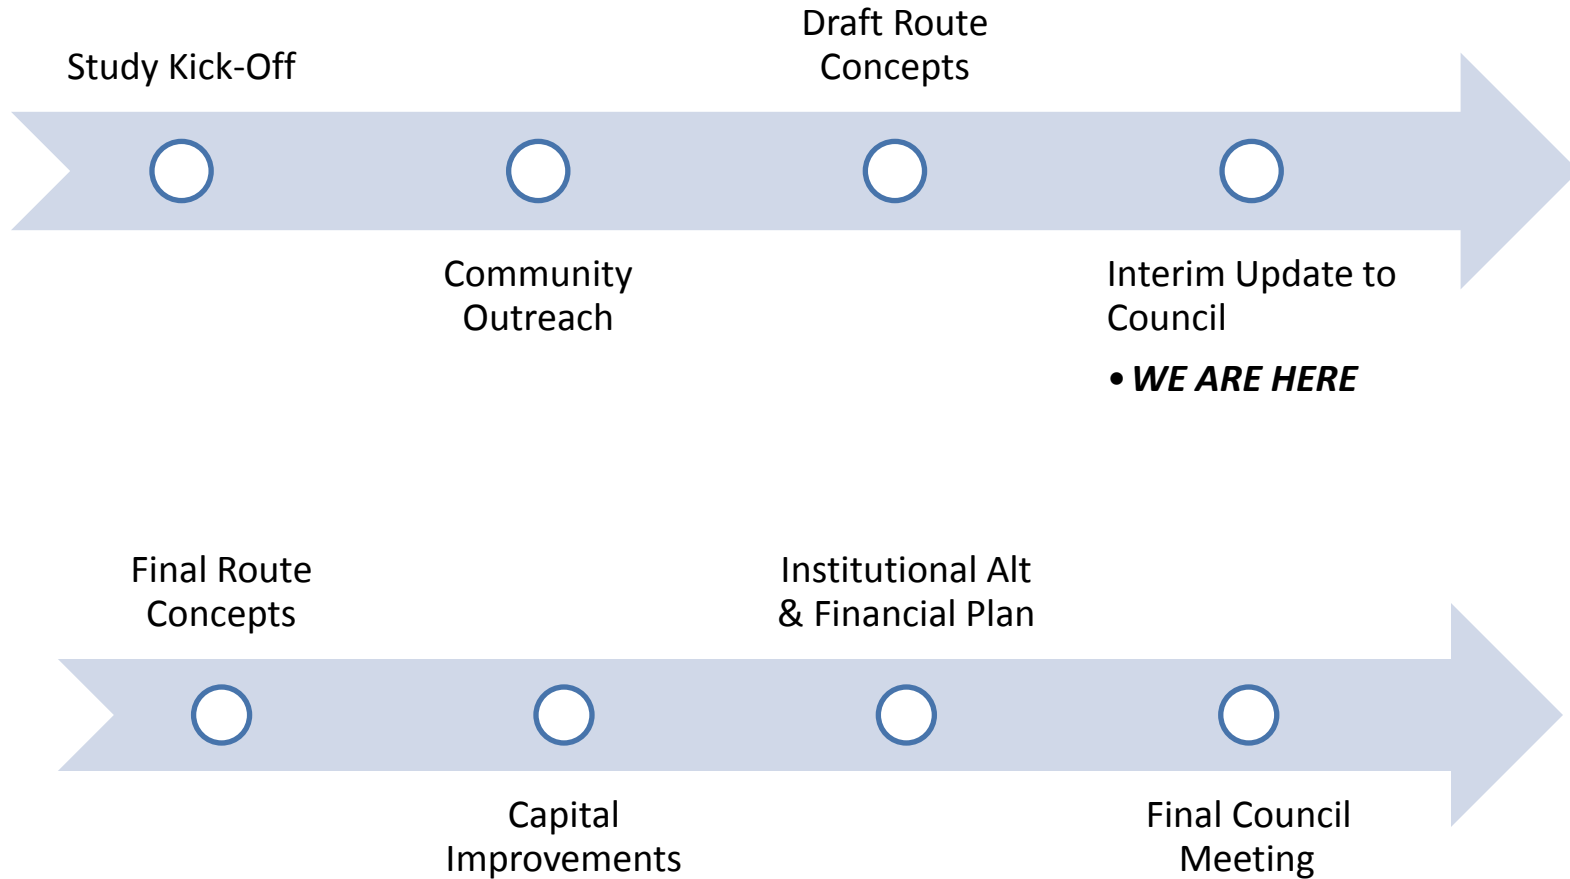 Study Kick-Off
Community
Outreach
Draft Route
Concepts
Interim Update to
Council
• WE ARE HERE
Final Route
Concepts
Capital
Improvements
Institutional Alt
& Financial Plan
Final Council
Meeting